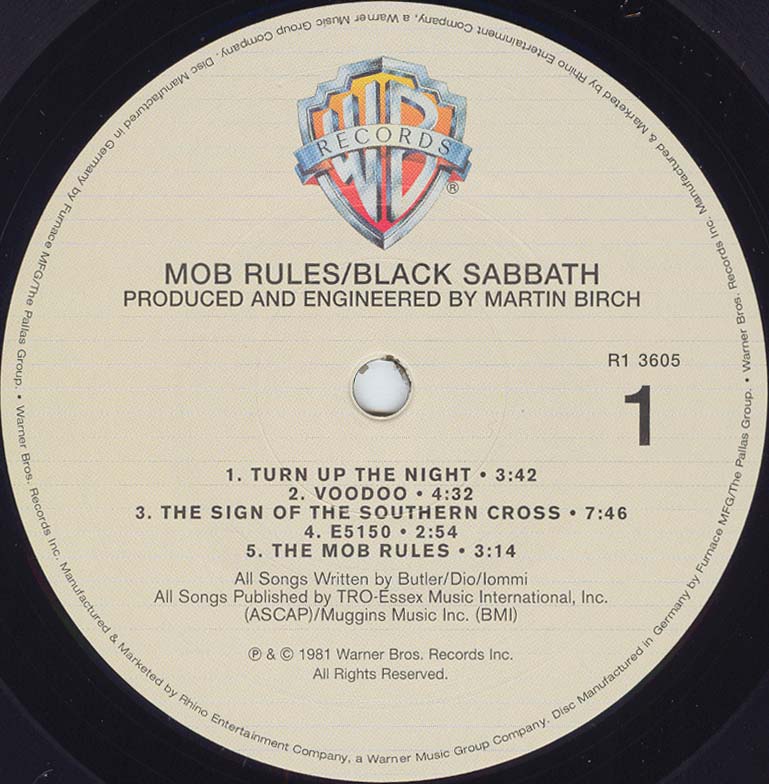 WB
RECORDS
®
MOB RULES/BLACK SABBATH
PRODUCED AND ENGINEERED BY MARTIN BIRCH
R1 3605
1
1. TURN UP THE NIGHT • 3:42
2. VOODOO • 4:32
3. THE SIGN OF THE SOUTHERN CROSS • 7:46
4. E5150 • 2:54
5. THE MOB RULES • 3:14
All Songs Written by Butler/Dio/Iommi
All Songs Published by TRO-Essex Music International, Inc.
(ASCAP)/Muggins Music Inc. (BMI)
℗ & © 1981 Warner Bros. Records Inc.
All Rights Reserved.
• Warner Bros. Records Inc. Manufactured & Marketed by Rhino Entertainment Company, a Warner Music Group Company. Disc Manufactured in Germany by Furnace MFG/The Pallas Group. • Warner Bros. Records Inc. Manufactured & Marketed by Rhino Entertainment Company, a Warner Music Group Company. Disc Manufactured in Germany by Furnace MFG/The Pallas Group.